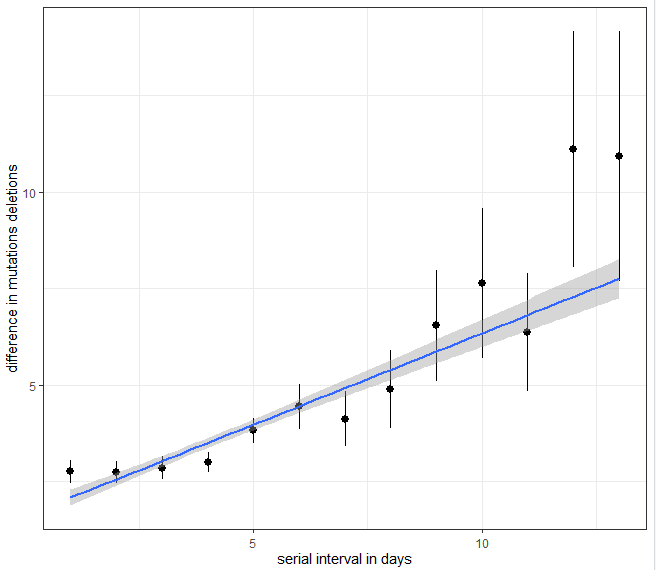 difference in mutations deletions
10
5
5
10
serial interval in days